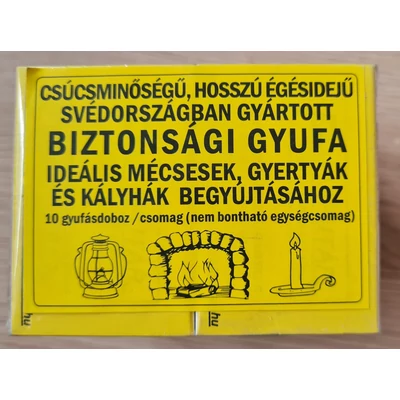 CSÚCSMINŐSÉGŰ, HOSSZÚ ÉGÉSIDEJŰ
SVÉDORSZÁGBAN GYÁRTOTT
BIZTONSÁGI GYUFA
IDEÁLIS MÉCSESEK, GYERTYÁK
ÉS KÁLYHÁK BEGYÚJTÁSÁHOZ
10 gyufásdoboz /csomag (nem bontható egységcsomag)